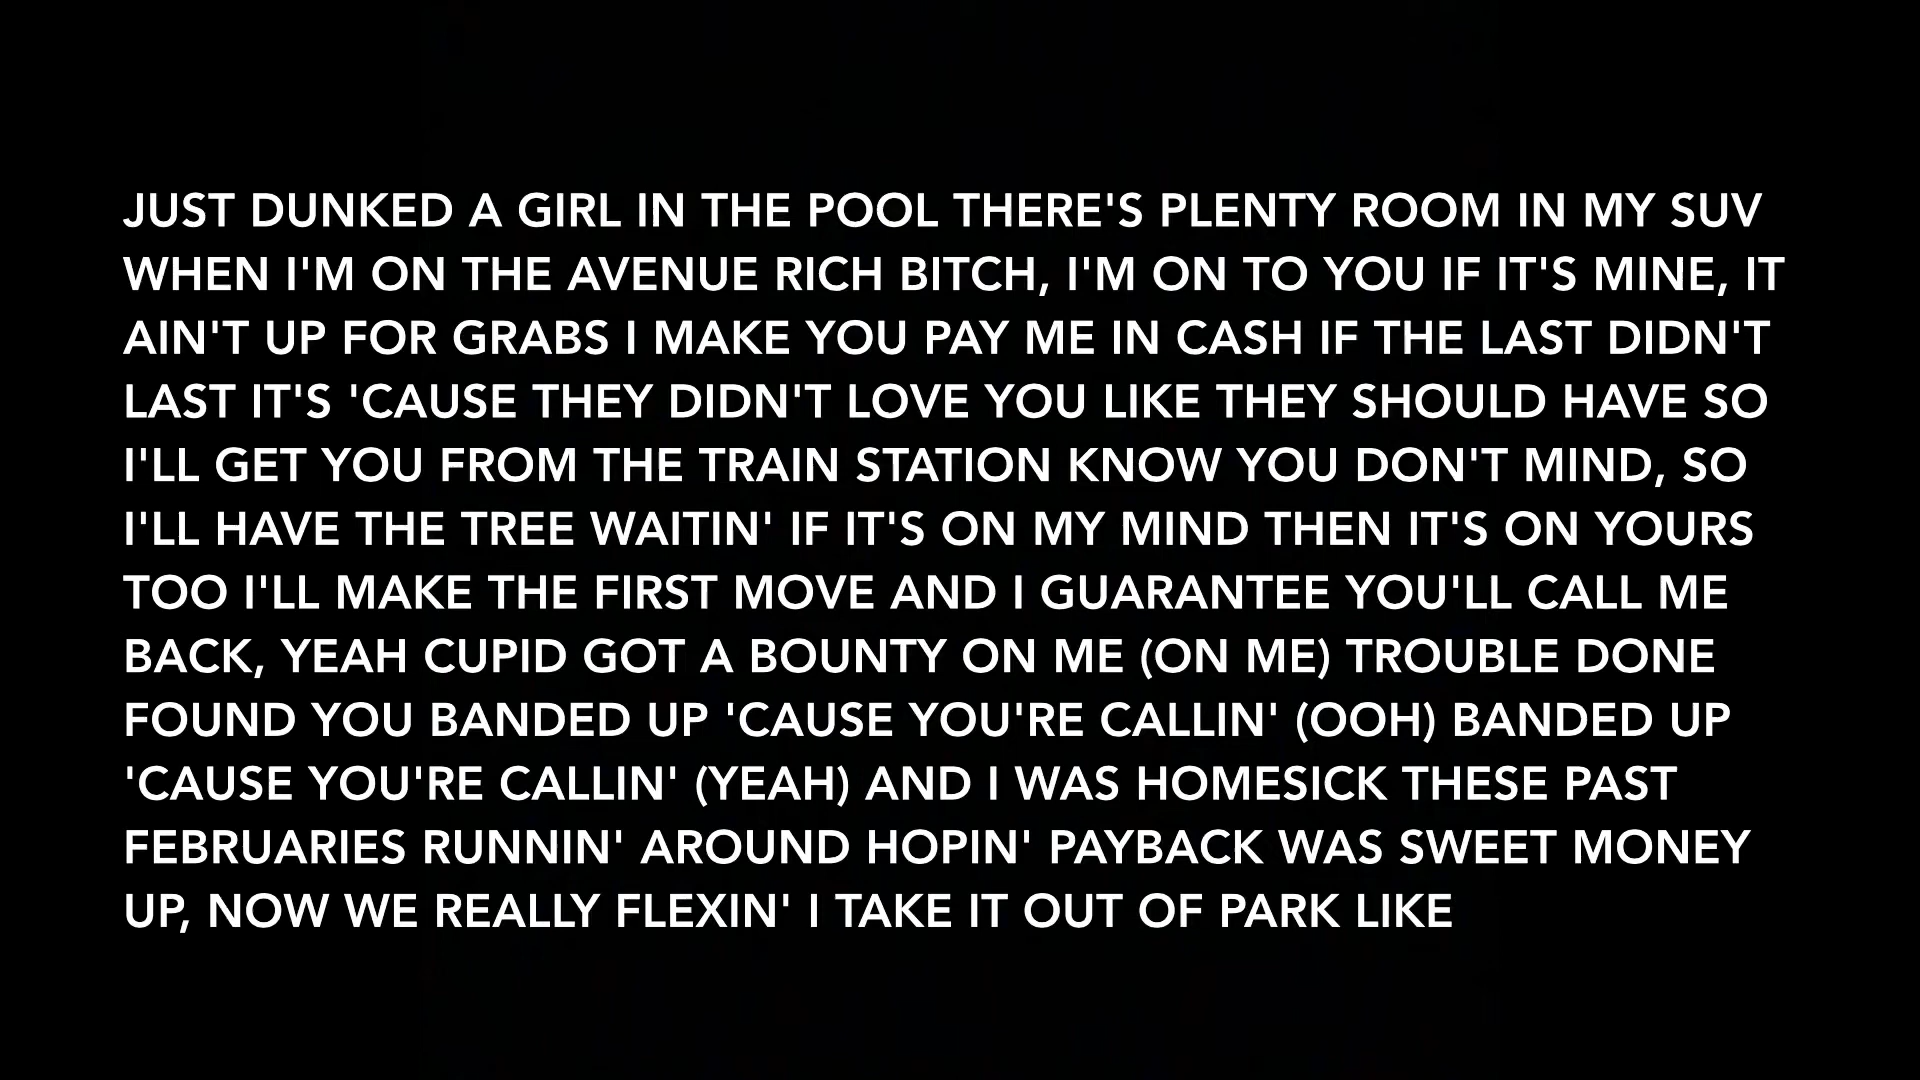 JUST DUNKED A GIRL IN THE POOL THERE'S PLENTY ROOM IN MY SUV
WHEN I'M ON THE AVENUE RICH BITCH, I'M ON TO YOU IF IT'S MINE, IT
AIN'T UP FOR GRABS I MAKE YOU PAY ME IN CASH IF THE LAST DIDN'T
LAST IT'S 'CAUSE THEY DIDN'T LOVE YOU LIKE THEY SHOULD HAVE SO
I'LL GET YOU FROM THE TRAIN STATION KNOW YOU DON'T MIND, SO
I'LL HAVE THE TREE WAITIN' IF IT'S ON MY MIND THEN IT'S ON YOURS
TOO I'LL MAKE THE FIRST MOVE AND I GUARANTEE YOU'LL CALL ME
BACK, YEAH CUPID GOT A BOUNTY ON ME (ON ME) TROUBLE DONE
FOUND YOU BANDED UP 'CAUSE YOU'RE CALLIN' (OOH) BANDED UP
'CAUSE YOU'RE CALLIN' (YEAH) AND I WAS HOMESICK THESE PAST
FEBRUARIES RUNNIN' AROUND HOPIN' PAYBACK WAS SWEET MONEY
UP, NOW WE REALLY FLEXIN' I TAKE IT OUT OF PARK LIKE